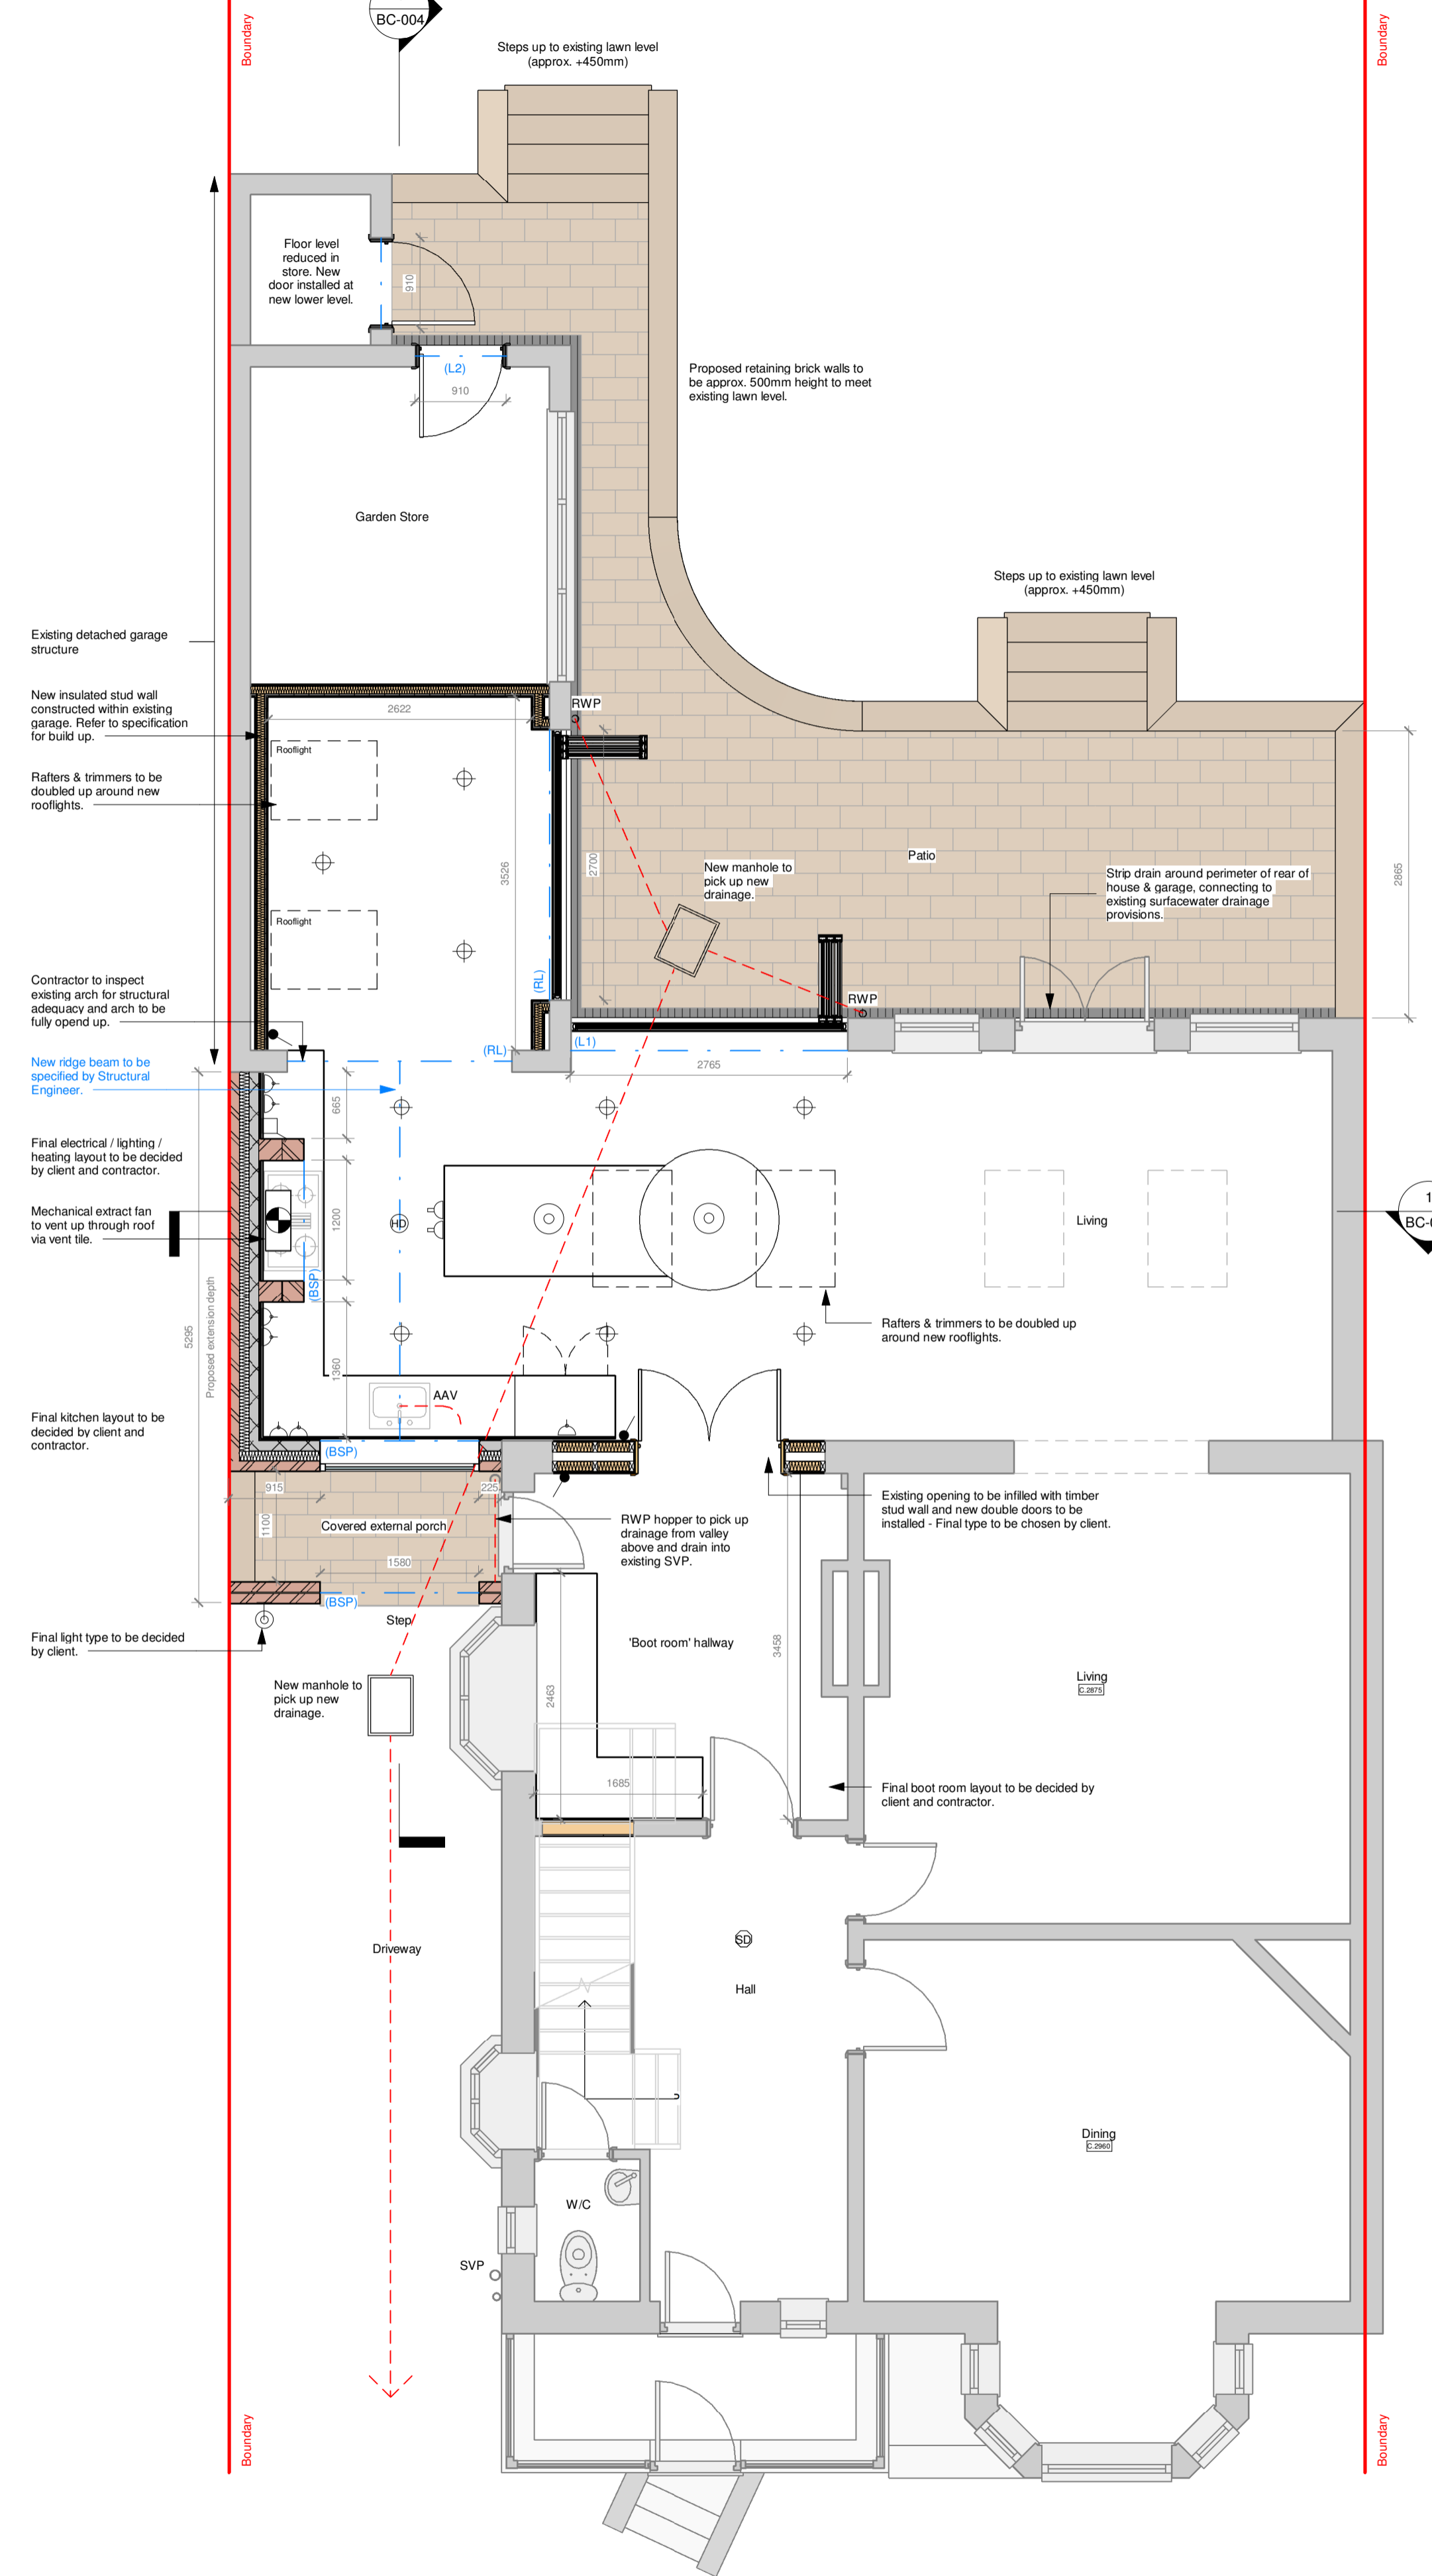 Boundary
BC-004
Boundary
Steps up to existing lawn level
(approx. +450mm)
Floor level
reduced in
store. New
door installed at
new lower level.
910
(L2)
910
Proposed retaining brick walls to
be approx. 500mm height to meet
existing lawn level.
Garden Store
Steps up to existing lawn level
(approx. +450mm)
Existing detached garage
structure
New insulated stud wall
constructed within existing
garage. Refer to specification
for build up.
2622
RWP
Rooflight
Rafters & trimmers to be
doubled up around new
rooflights.
3526
2700
2865
Patio
New manhole to
pick up new
drainage.
Strip drain around perimeter of rear of
house & garage, connecting to
existing surfacewater drainage
provisions.
Rooflight
(RL)
RWP
Contractor to inspect
existing arch for structural
adequacy and arch to be
fully opend up.
(RL)
(L1)
2765
New ridge beam to be
specified by Structural
Engineer.
665
Final electrical / lighting /
heating layout to be decided
by client and contractor.
Mechanical extract fan
to vent up through roof
via vent tile.
1200
HD
Living
1
BC-0
(BSP)
5295
Proposed extension depth
Rafters & trimmers to be doubled up
around new rooflights.
1360
AAV
Final kitchen layout to be
decided by client and
contractor.
(BSP)
915
225
1100
Covered external porch
1580
(BSP)
RWP hopper to pick up
drainage from valley
above and drain into
existing SVP.
Existing opening to be infilled with timber
stud wall and new double doors to be
installed - Final type to be chosen by client.
Step
Final light type to be decided
by client.
'Boot room' hallway
3458
New manhole to
pick up new
drainage.
2463
Living
C.2875
1685
Final boot room layout to be decided by
client and contractor.
SD
Driveway
Hall
Dining
C.2960
W/C
SVP
Boundary
Boundary